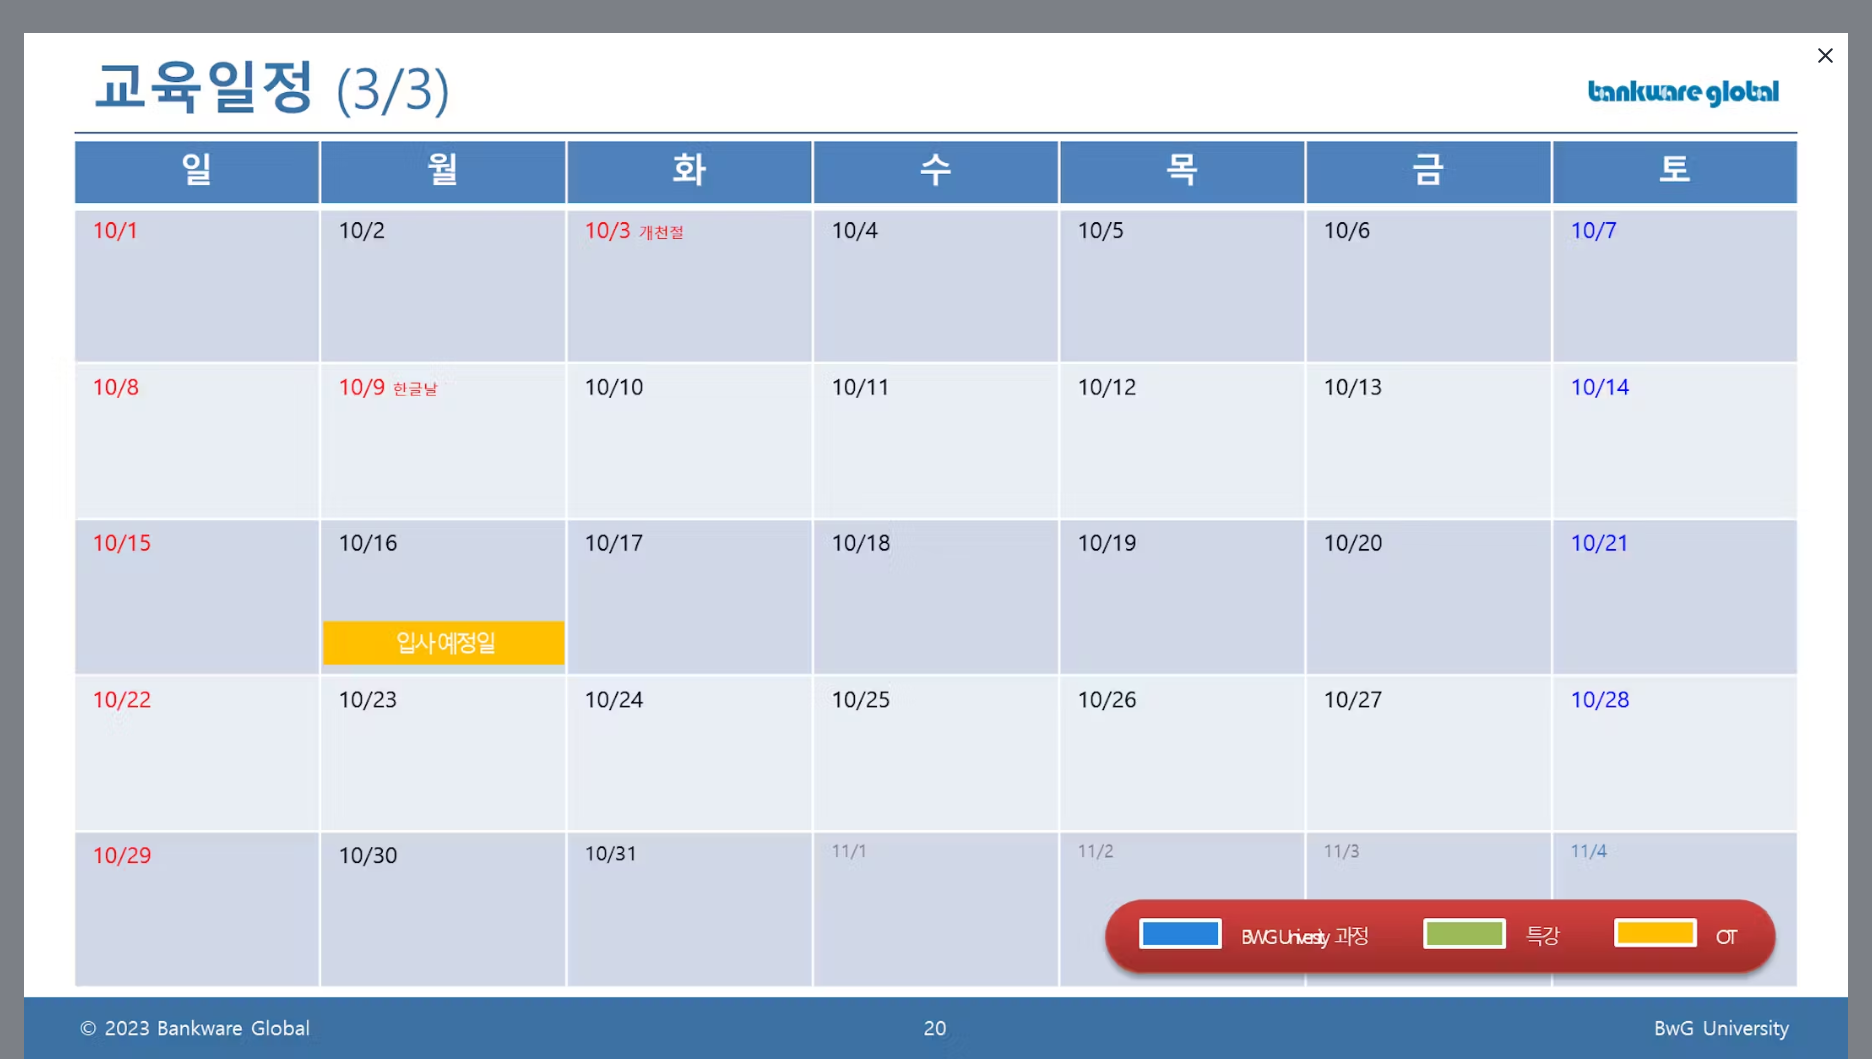 교육일정 (3/3)
bankware global
일 월 화 수 목 금 토
10/1 10/2 10/3 개천절 10/4 10/5 10/6 10/7
10/8 10/9 한글날 10/10 10/11 10/12 10/13 10/14
10/15 10/16 10/17 10/18 10/19 10/20 10/21
입사 예정일
10/22 10/23 10/24 10/25 10/26 10/27 10/28
10/29 10/30 10/31 11/1 11/2 11/3 11/4
BWG University 과정 특강 OT
© 2023 Bankware Global 20 BwG University